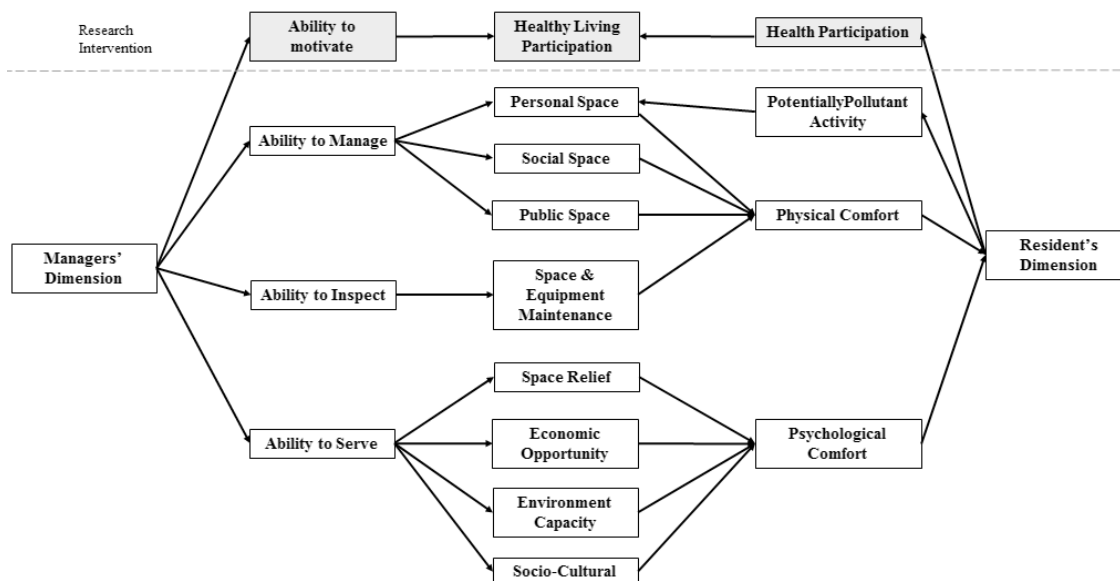 Research
Intervention
Ability to
motivate
Healthy Living
Participation
Health Participation
Personal Space
PotentiallyPollutant
Activity
Ability to Manage
Social Space
Public Space
Physical Comfort
Managers’
Dimension
Resident’s
Dimension
Ability to Inspect
Space &
Equipment
Maintenance
Space Relief
Ability to Serve
Economic
Opportunity
Psychological
Comfort
Environment
Capacity
Socio-Cultural